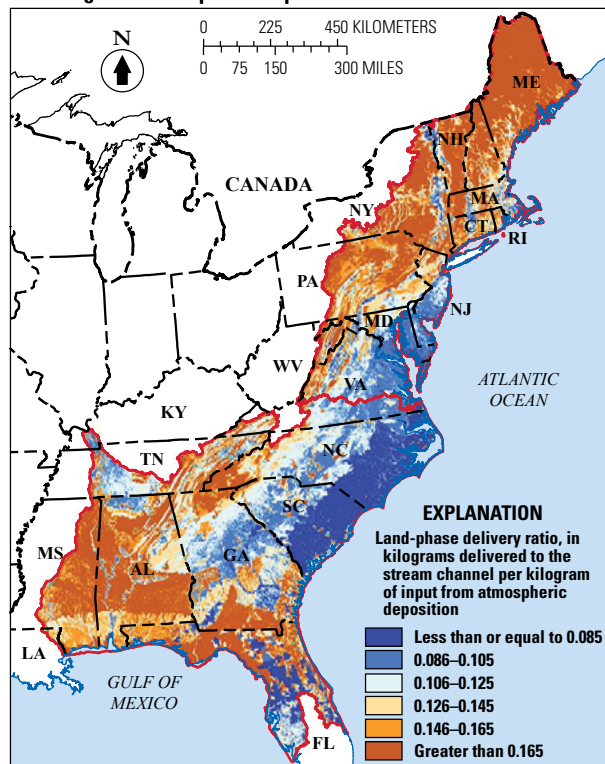 N
0 225 450 KILOMETERS
0 75 150 300 MILES
ME
NH
CANADA
MA
NY
CT
RI
PA
NJ
MD
WV
VA
ATLANTIC
OCEAN
KY
TN
NC
SC
EXPLANATION
Land-phase delivery ratio, in
kilograms delivered to the
stream channel per kilogram
of input from atmospheric
deposition
MS
AL
GA
Less than or equal to 0.085
0.086–0.105
LA
0.106–0.125
GULF OF
MEXICO
0.126–0.145
0.146–0.165
FL
Greater than 0.165